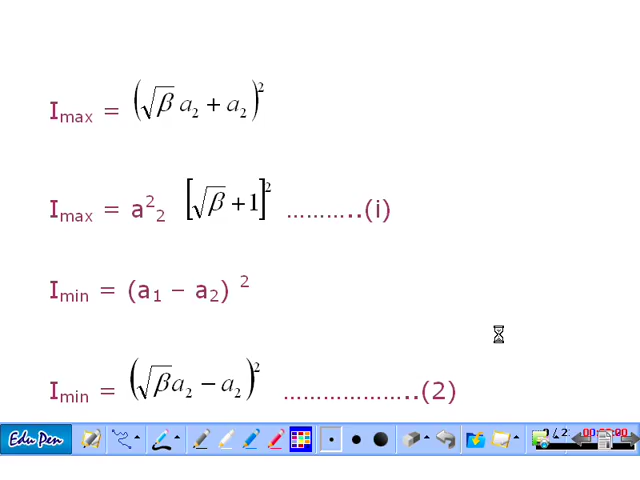 Iₘₐₓ = (√β a₂ + a₂)²
Iₘₐₓ = a²₂ [√β + 1]² ………..(i)
Iₘᵢₙ = (a₁ – a₂) ²
Iₘᵢₙ = (√βa₂ − a₂)² ………………..(2)
Edu Pen